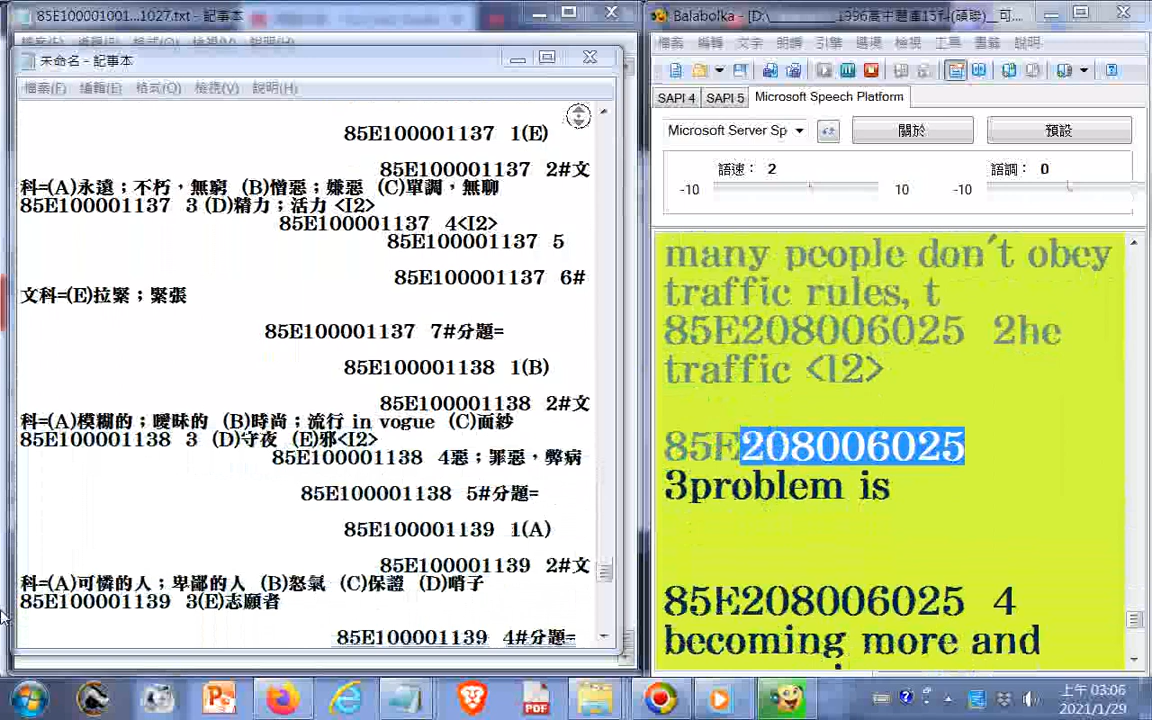 85E100001001...1027.txt - 記事本
未命名 - 記事本
檔案(F) 編輯(E) 格式(O) 檢視(V) 說明(H)
85E100001137 1(E)
85E100001137 2#文
科=(A)永遠；不朽，無窮 (B)憎惡；嫌惡 (C)單調，無聊
85E100001137 3 (D)精力；活力 <I2>
85E100001137 4<I2>
85E100001137 5
85E100001137 6#
文科=(E)拉緊；緊張
85E100001137 7#分題=
85E100001138 1(B)
85E100001138 2#文
科=(A)模糊的；曖昧的 (B)時尚；流行 in vogue (C)面紗
85E100001138 3 (D)守夜 (E)邪<I2>
85E100001138 4惡；罪惡，弊病
85E100001138 5#分題=
85E100001139 1(A)
85E100001139 2#文
科=(A)可憐的人；卑鄙的人 (B)怒氣 (C)保證 (D)哨子
85E100001139 3(E)志願者
85E100001139 4#分題=
Balabolka - [D:\
檔案 編輯 文字 朗讀 引擎 選項 檢視 工具 書籤 說明
SAPI 4 SAPI 5 Microsoft Speech Platform
Microsoft Server Sp 關於 預設
語速： 2 語調： 0
-10 10 -10
many people don't obey
traffic rules, t
85E208006025 2he
traffic <I2>
85E208006025
3problem is
85E208006025 4
becoming more and
上午 03:06
2021/1/29